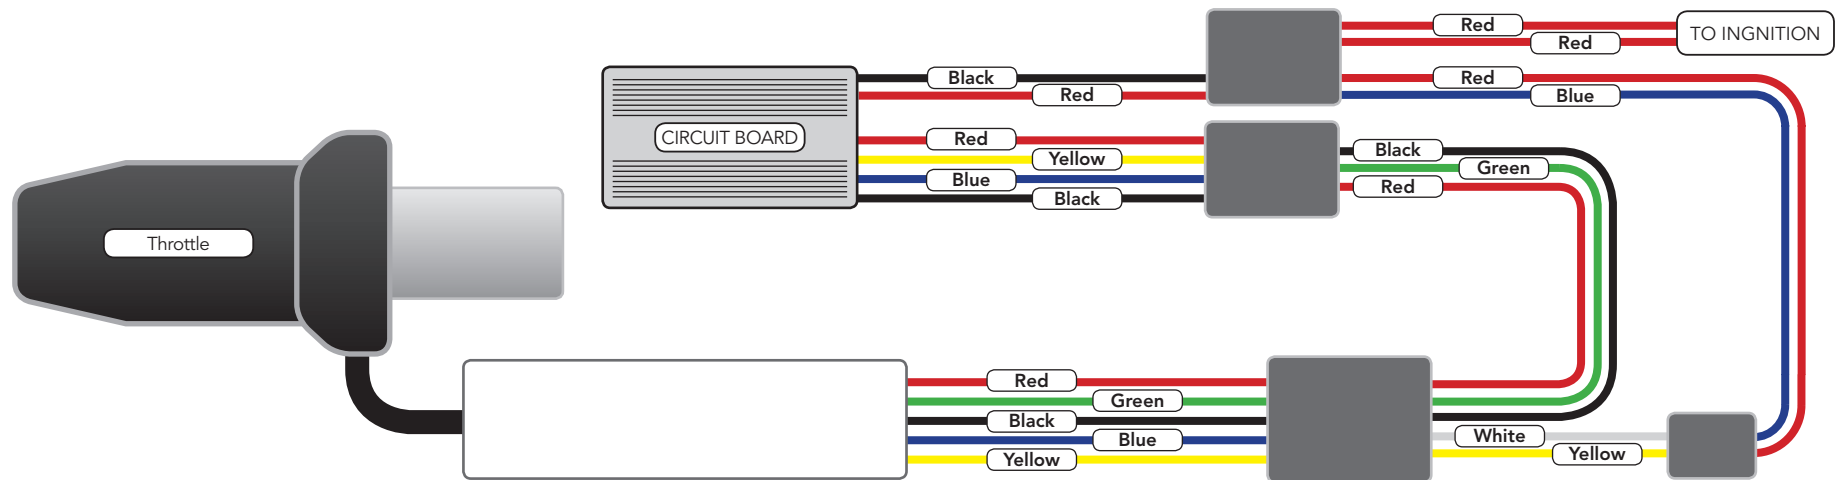 Red
TO INGNITION
Red
Black
Red
Red
Blue
CIRCUIT BOARD
Red
Yellow
Blue
Black
Black
Green
Red
Throttle
Red
Green
Black
Blue
Yellow
White
Yellow